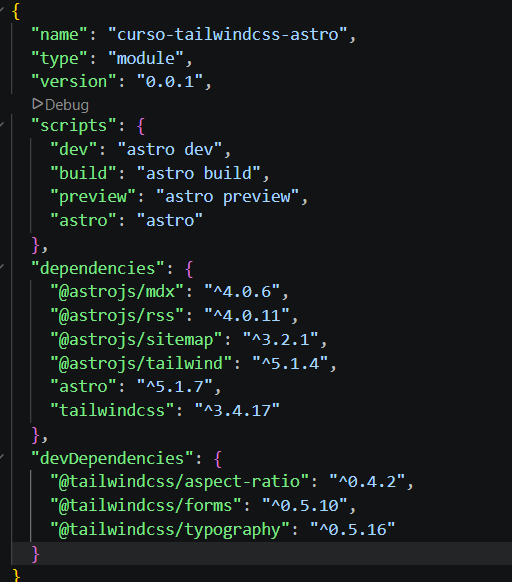 {
"name": "curso-tailwindcss-astro",
"type": "module",
"version": "0.0.1",
Debug
"scripts": {
"dev": "astro dev",
"build": "astro build",
"preview": "astro preview",
"astro": "astro"
},
"dependencies": {
"@astrojs/mdx": "^4.0.6",
"@astrojs/rss": "^4.0.11",
"@astrojs/sitemap": "^3.2.1",
"@astrojs/tailwind": "^5.1.4",
"astro": "^5.1.7",
"tailwindcss": "^3.4.17"
},
"devDependencies": {
"@tailwindcss/aspect-ratio": "^0.4.2",
"@tailwindcss/forms": "^0.5.10",
"@tailwindcss/typography": "^0.5.16"
}
}